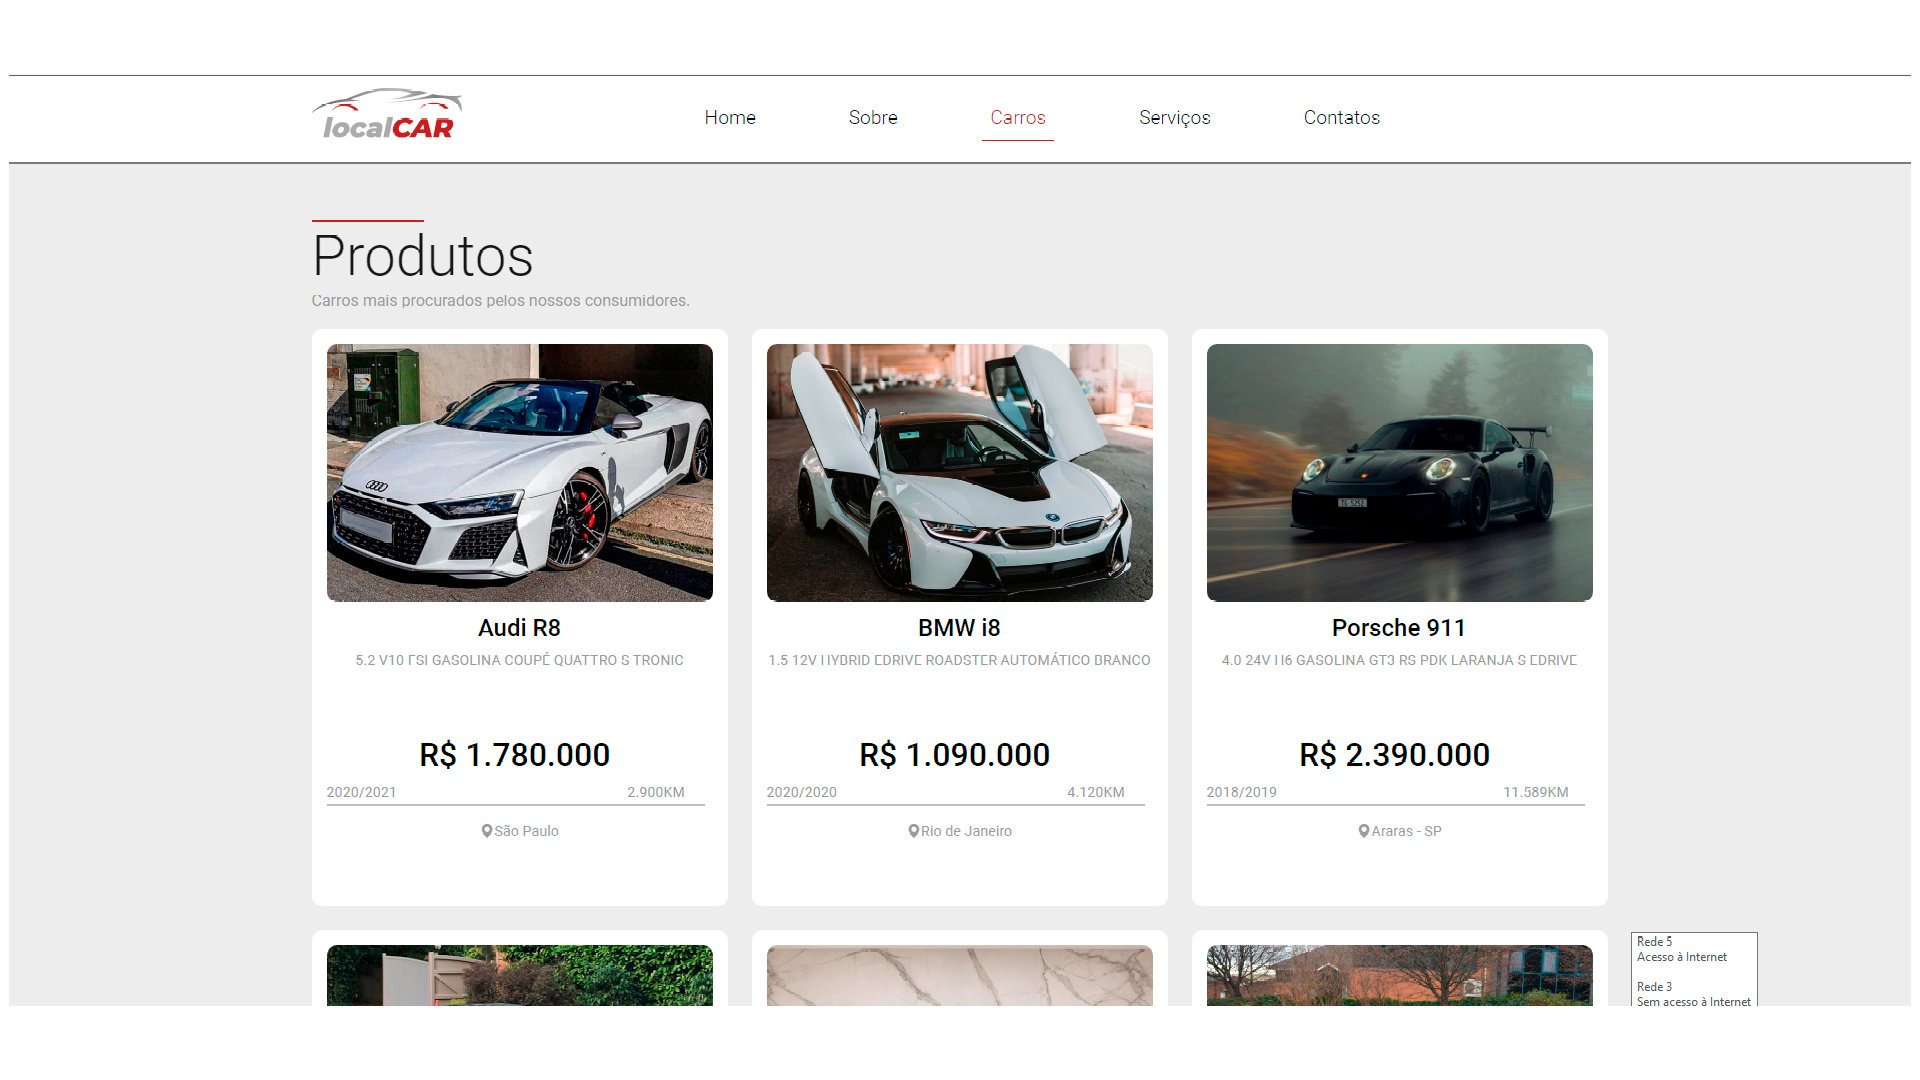 localCAR
Home Sobre Carros Serviços Contatos
Produtos
Carros mais procurados pelos nossos consumidores.
Audi R8
5.2 V10 FSI GASOLINA COUPÉ QUATTRO S TRONIC
R$ 1.780.000
2020/2021 2.900KM
São Paulo
BMW i8
1.5 12V HYBRID EDRIVE ROADSTER AUTOMÁTICO BRANCO
R$ 1.090.000
2020/2020 4.120KM
Rio de Janeiro
Porsche 911
4.0 24V H6 GASOLINA GT3 RS PDK LARANJA S EDRIVE
R$ 2.390.000
2018/2019 11.589KM
Araras - SP
Rede 5
Acesso à Internet
Rede 3
Sem acesso à Internet